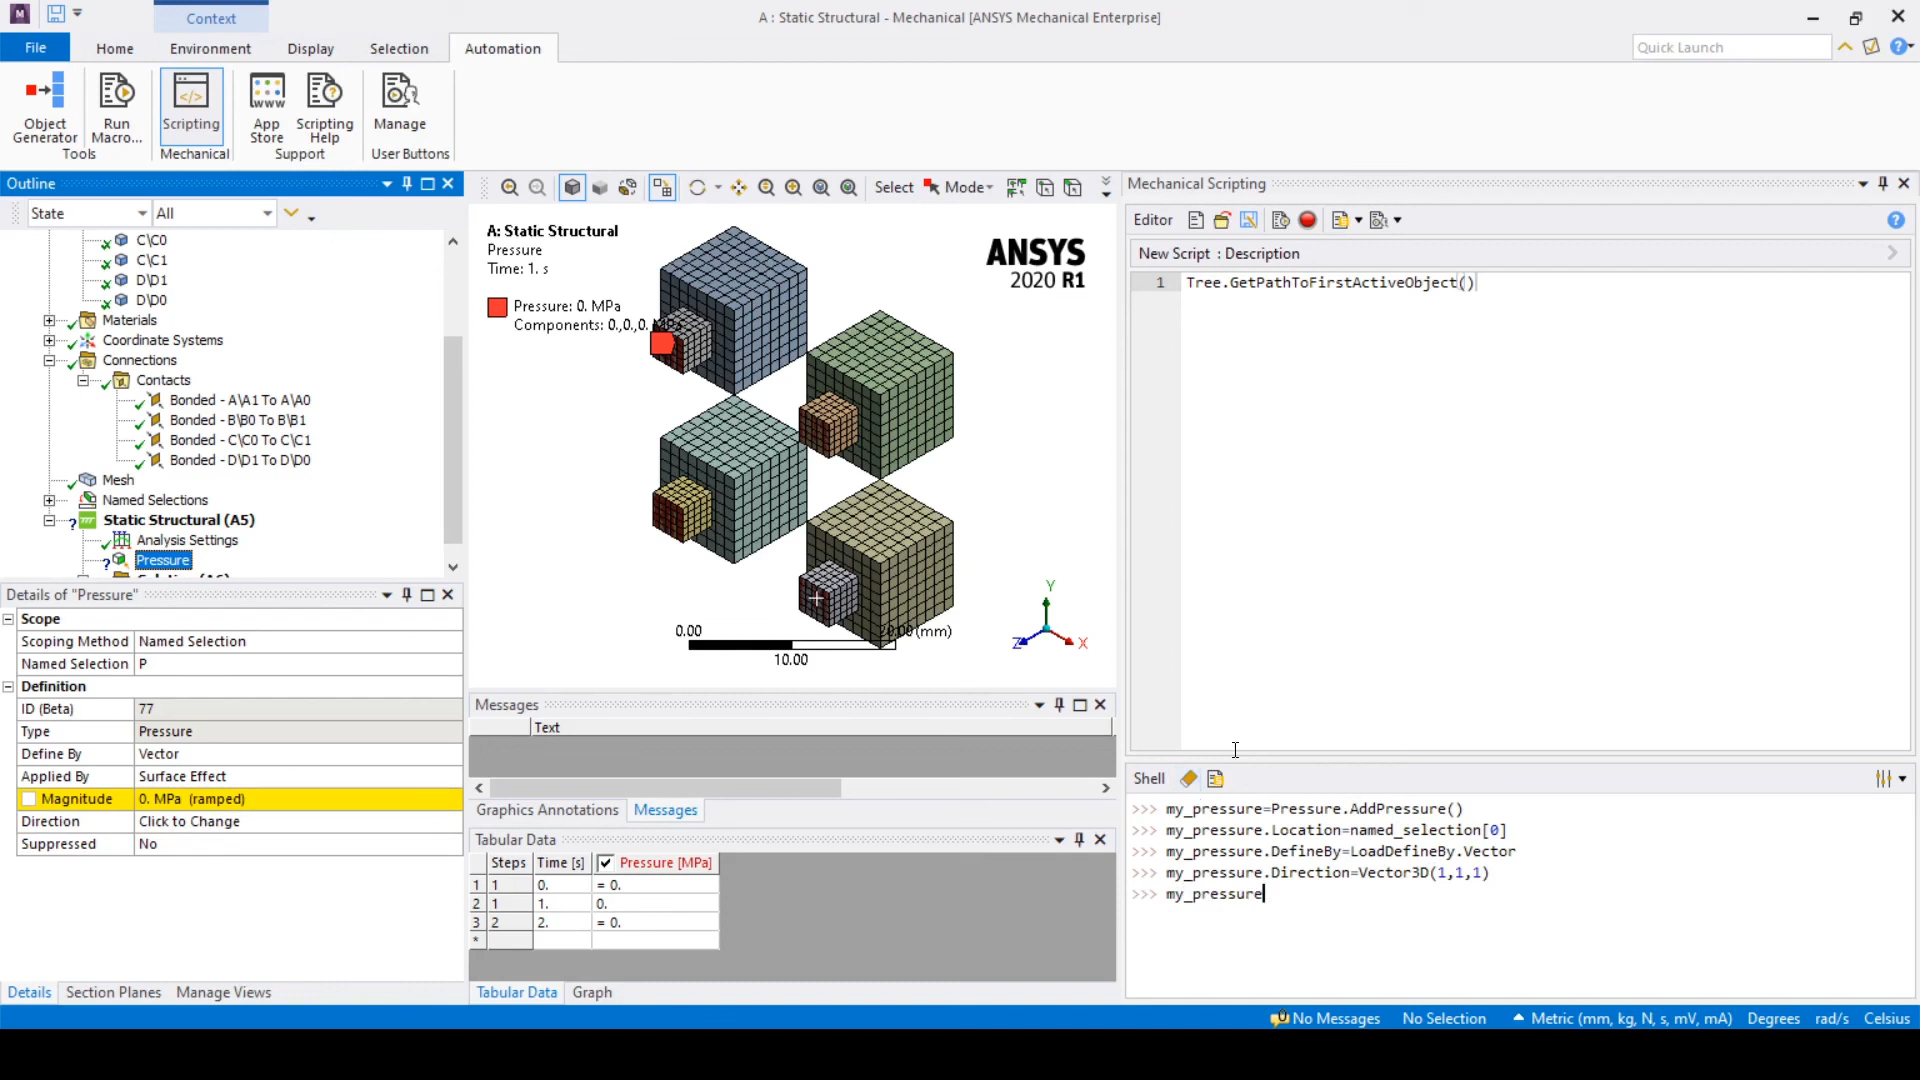 Context
A : Static Structural - Mechanical [ANSYS Mechanical Enterprise]
File
Home
Environment
Display
Selection
Automation
Quick Launch
Object Generator
Run Macro...
Scripting
App Store
Scripting Help
Manage
Tools
Mechanical
Support
User Buttons
Outline
State
All
C\C0
C\C1
D\D1
D\D0
Materials
Coordinate Systems
Connections
Contacts
Bonded - A\A1 To A\A0
Bonded - B\B0 To B\B1
Bonded - C\C0 To C\C1
Bonded - D\D1 To D\D0
Mesh
Named Selections
Static Structural (A5)
Analysis Settings
Pressure
Details of "Pressure"
Scope
Scoping Method Named Selection
Named Selection P
Definition
ID (Beta) 77
Type Pressure
Define By Vector
Applied By Surface Effect
Magnitude 0. MPa (ramped)
Direction Click to Change
Suppressed No
Details
Section Planes
Manage Views
Select
Mode
A: Static Structural
Pressure
Time: 1. s
Pressure: 0. MPa
Components: 0.,0.,0. MPa
ANSYS
2020 R1
0.00
20.00 (mm)
10.00
Y
Z
X
Messages
Text
Graphics Annotations
Messages
Tabular Data
Steps Time [s] Pressure [MPa]
1 1 0. = 0.
2 1 1. 0.
3 2 2. = 0.
*
Tabular Data
Graph
Mechanical Scripting
Editor
New Script : Description
1 Tree.GetPathToFirstActiveObject()
Shell
>>> my_pressure=Pressure.AddPressure()
>>> my_pressure.Location=named_selection[0]
>>> my_pressure.DefineBy=LoadDefineBy.Vector
>>> my_pressure.Direction=Vector3D(1,1,1)
>>> my_pressure
No Messages
No Selection
Metric (mm, kg, N, s, mV, mA)
Degrees
rad/s
Celsius